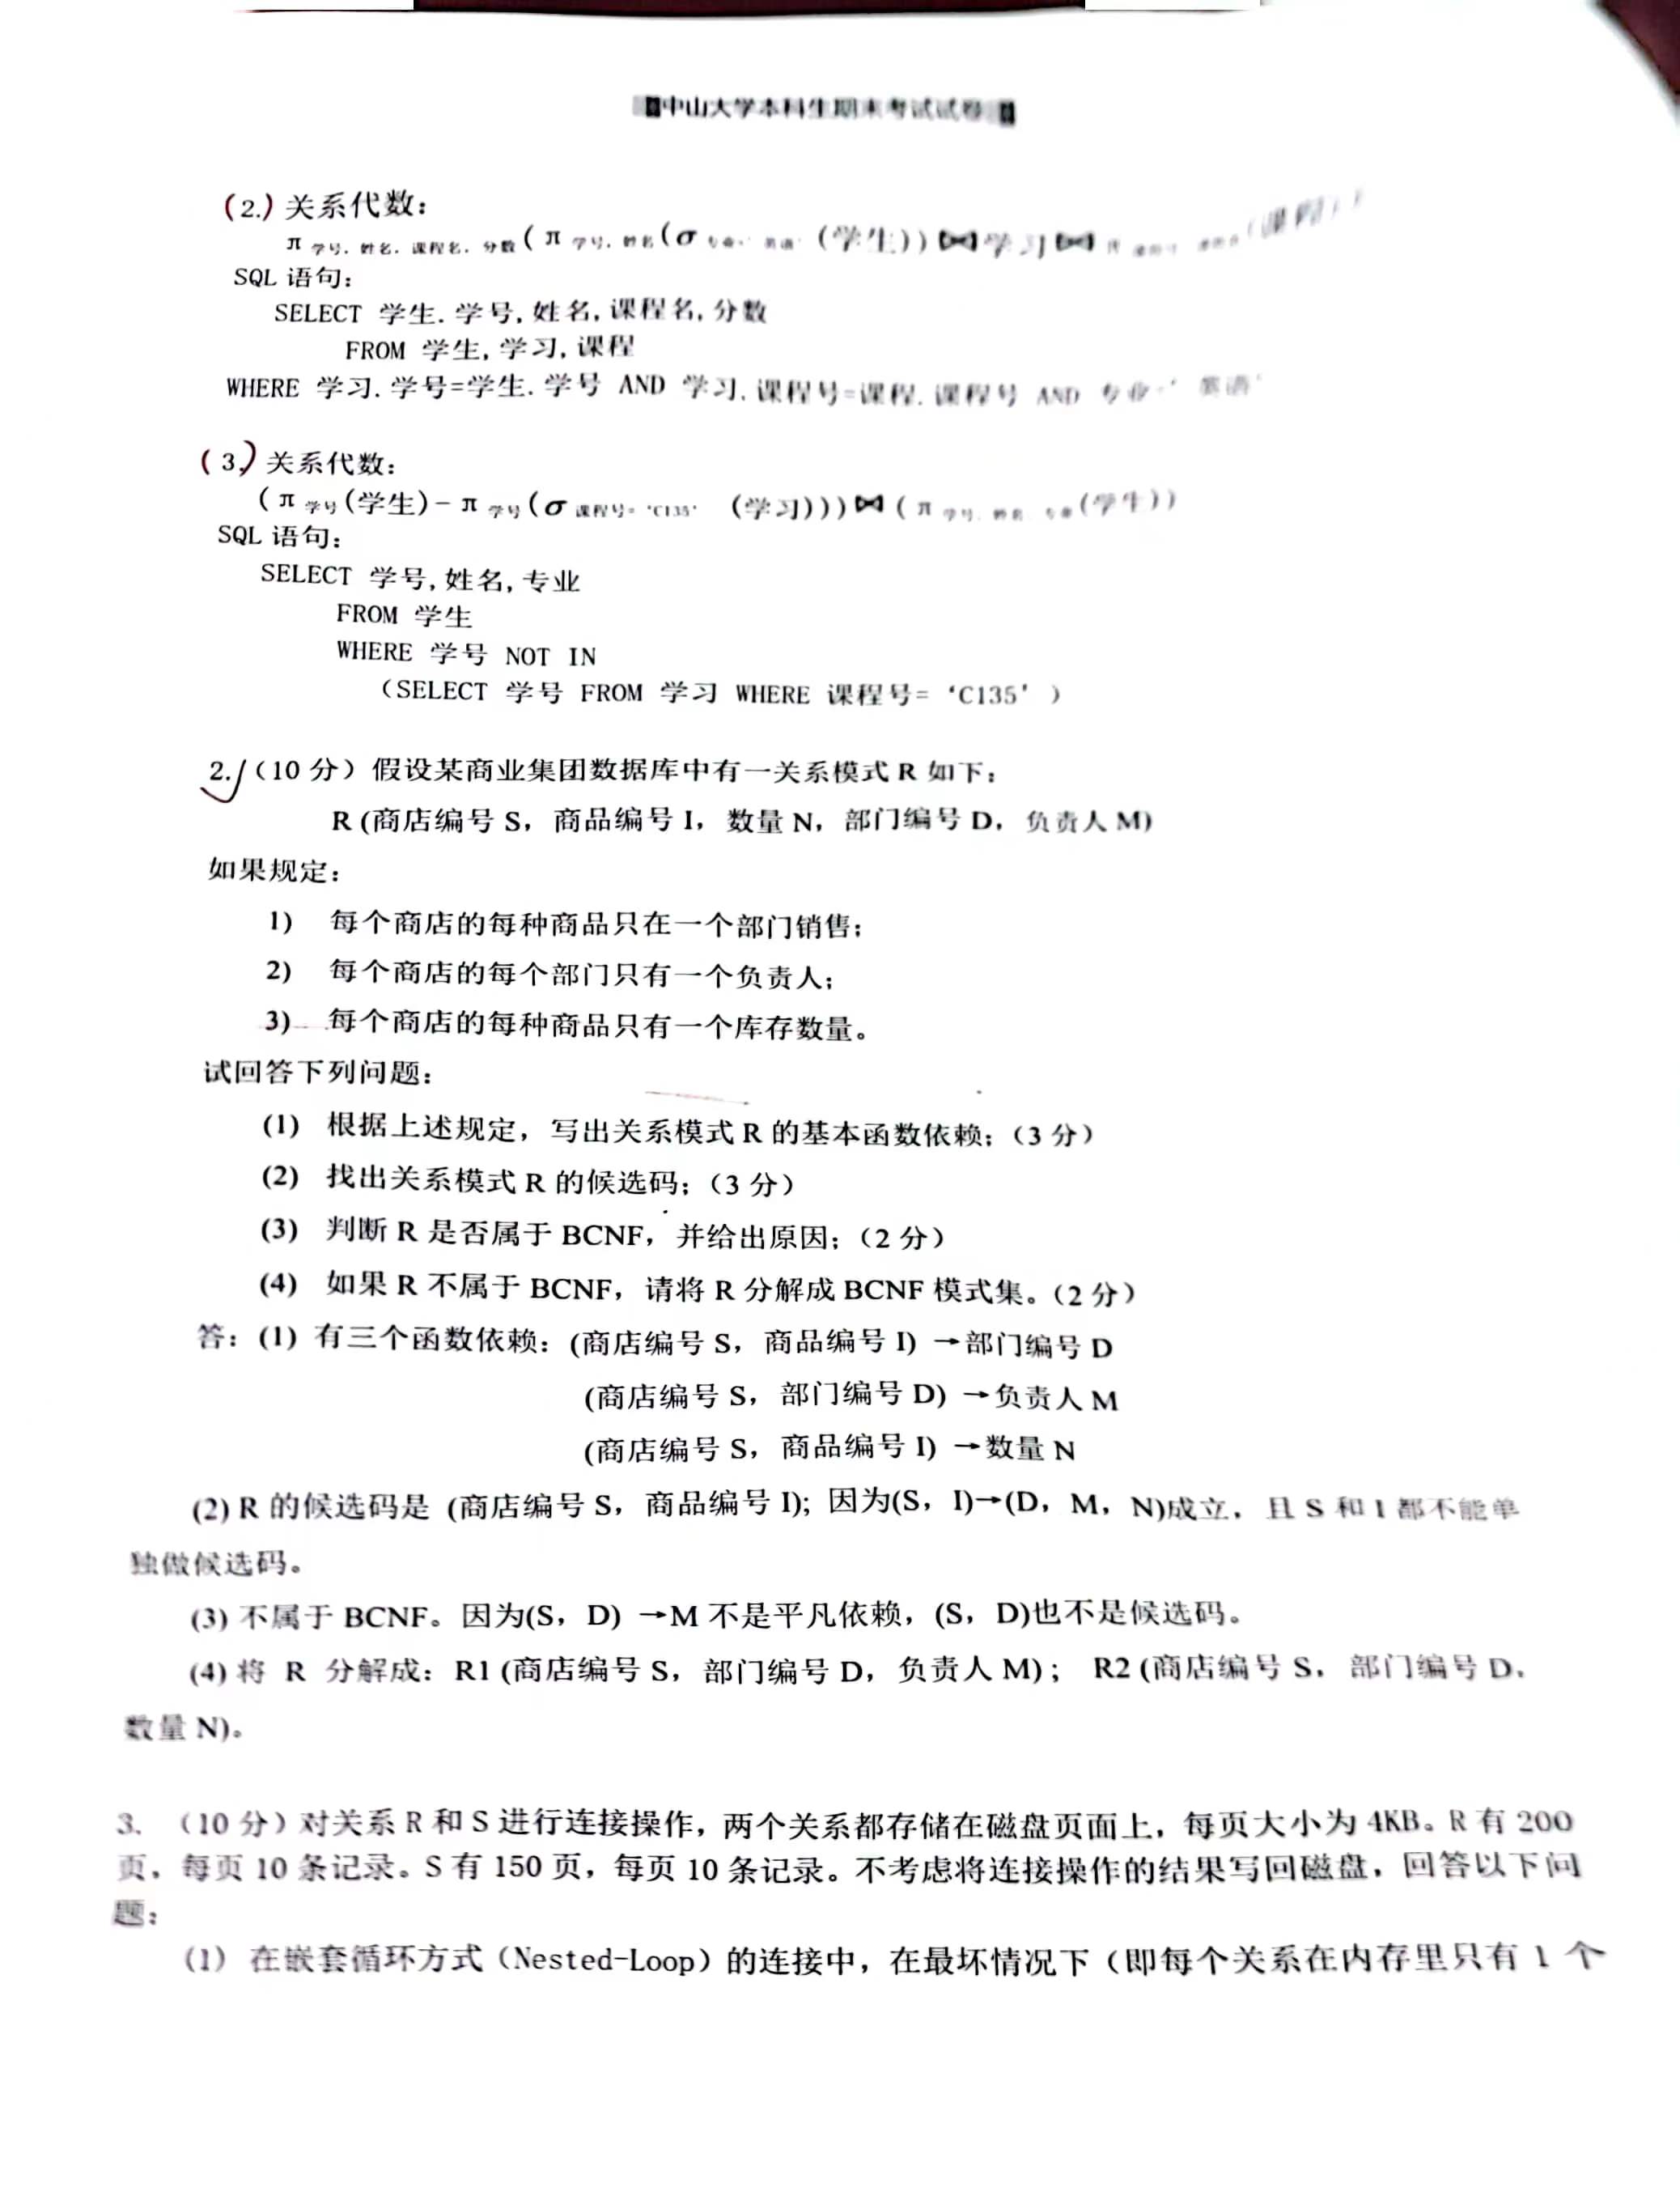 中山大学本科生期末考试试卷
(2.) 关系代数：
π 学号, 姓名, 课程名, 分数 ( π 学号, 姓名 (σ 专业= (学生)) ⋈ 学习 ⋈ (课程))
SQL 语句：
SELECT 学生. 学号, 姓名, 课程名, 分数
FROM 学生, 学习, 课程
WHERE 学习. 学号=学生. 学号 AND 学习. 课程号=课程. 课程号 AND 专业=' 英语'
(3.) 关系代数：
(π 学号 (学生) - π 学号 (σ 课程号= 'C135' (学习))) ⋈ ( π 学号, 姓名, 专业 (学生))
SQL 语句：
SELECT 学号, 姓名, 专业
FROM 学生
WHERE 学号 NOT IN
(SELECT 学号 FROM 学习 WHERE 课程号= 'C135' )
2. （10 分）假设某商业集团数据库中有一关系模式 R 如下：
R (商店编号 S，商品编号 I，数量 N，部门编号 D，负责人 M)
如果规定：
1) 每个商店的每种商品只在一个部门销售；
2) 每个商店的每个部门只有一个负责人；
3) 每个商店的每种商品只有一个库存数量。
试回答下列问题：
(1) 根据上述规定，写出关系模式 R 的基本函数依赖；（3 分）
(2) 找出关系模式 R 的候选码；（3 分）
(3) 判断 R 是否属于 BCNF，并给出原因；（2 分）
(4) 如果 R 不属于 BCNF，请将 R 分解成 BCNF 模式集。（2 分）
答：(1) 有三个函数依赖：(商店编号 S，商品编号 I) →部门编号 D
(商店编号 S，部门编号 D) →负责人 M
(商店编号 S，商品编号 I) →数量 N
(2) R 的候选码是 (商店编号 S，商品编号 I); 因为(S，I)→(D，M，N)成立，且 S 和 I 都不能单
独做候选码。
(3) 不属于 BCNF。因为(S，D) →M 不是平凡依赖，(S，D)也不是候选码。
(4) 将 R 分解成：R1 (商店编号 S，部门编号 D，负责人 M)； R2 (商店编号 S，部门编号 D，
数量 N)。
3. （10 分）对关系 R 和 S 进行连接操作，两个关系都存储在磁盘页面上，每页大小为 4KB。R 有 200
页，每页 10 条记录。S 有 150 页，每页 10 条记录。不考虑将连接操作的结果写回磁盘，回答以下问
题：
(1) 在嵌套循环方式（Nested-Loop）的连接中，在最坏情况下（即每个关系在内存里只有 1 个